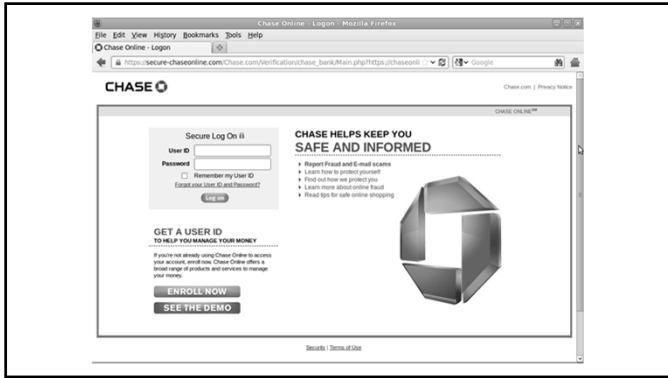 Chase Online - Logon - Mozilla Firefox
File Edit View History Bookmarks Tools Help
Chase Online - Logon
https://secure-chaseonline.com/Chase.com/Verification/chase_bank/Main.php?https://chaseonli
Google
CHASE
Chase.com | Privacy Notice
CHASE ONLINE℠
Secure Log On
User ID
Password
Remember my User ID
Forgot your User ID and Password?
Log on
CHASE HELPS KEEP YOU
SAFE AND INFORMED
Report Fraud and E-mail scams
Learn how to protect yourself
Find out how we protect you
Learn more about online fraud
Read tips for safe online shopping
GET A USER ID
TO HELP YOU MANAGE YOUR MONEY
If you're not already using Chase Online to access
your account, enroll now. Chase Online offers a
broad range of products and services to manage
your money.
ENROLL NOW
SEE THE DEMO
Security | Terms of Use